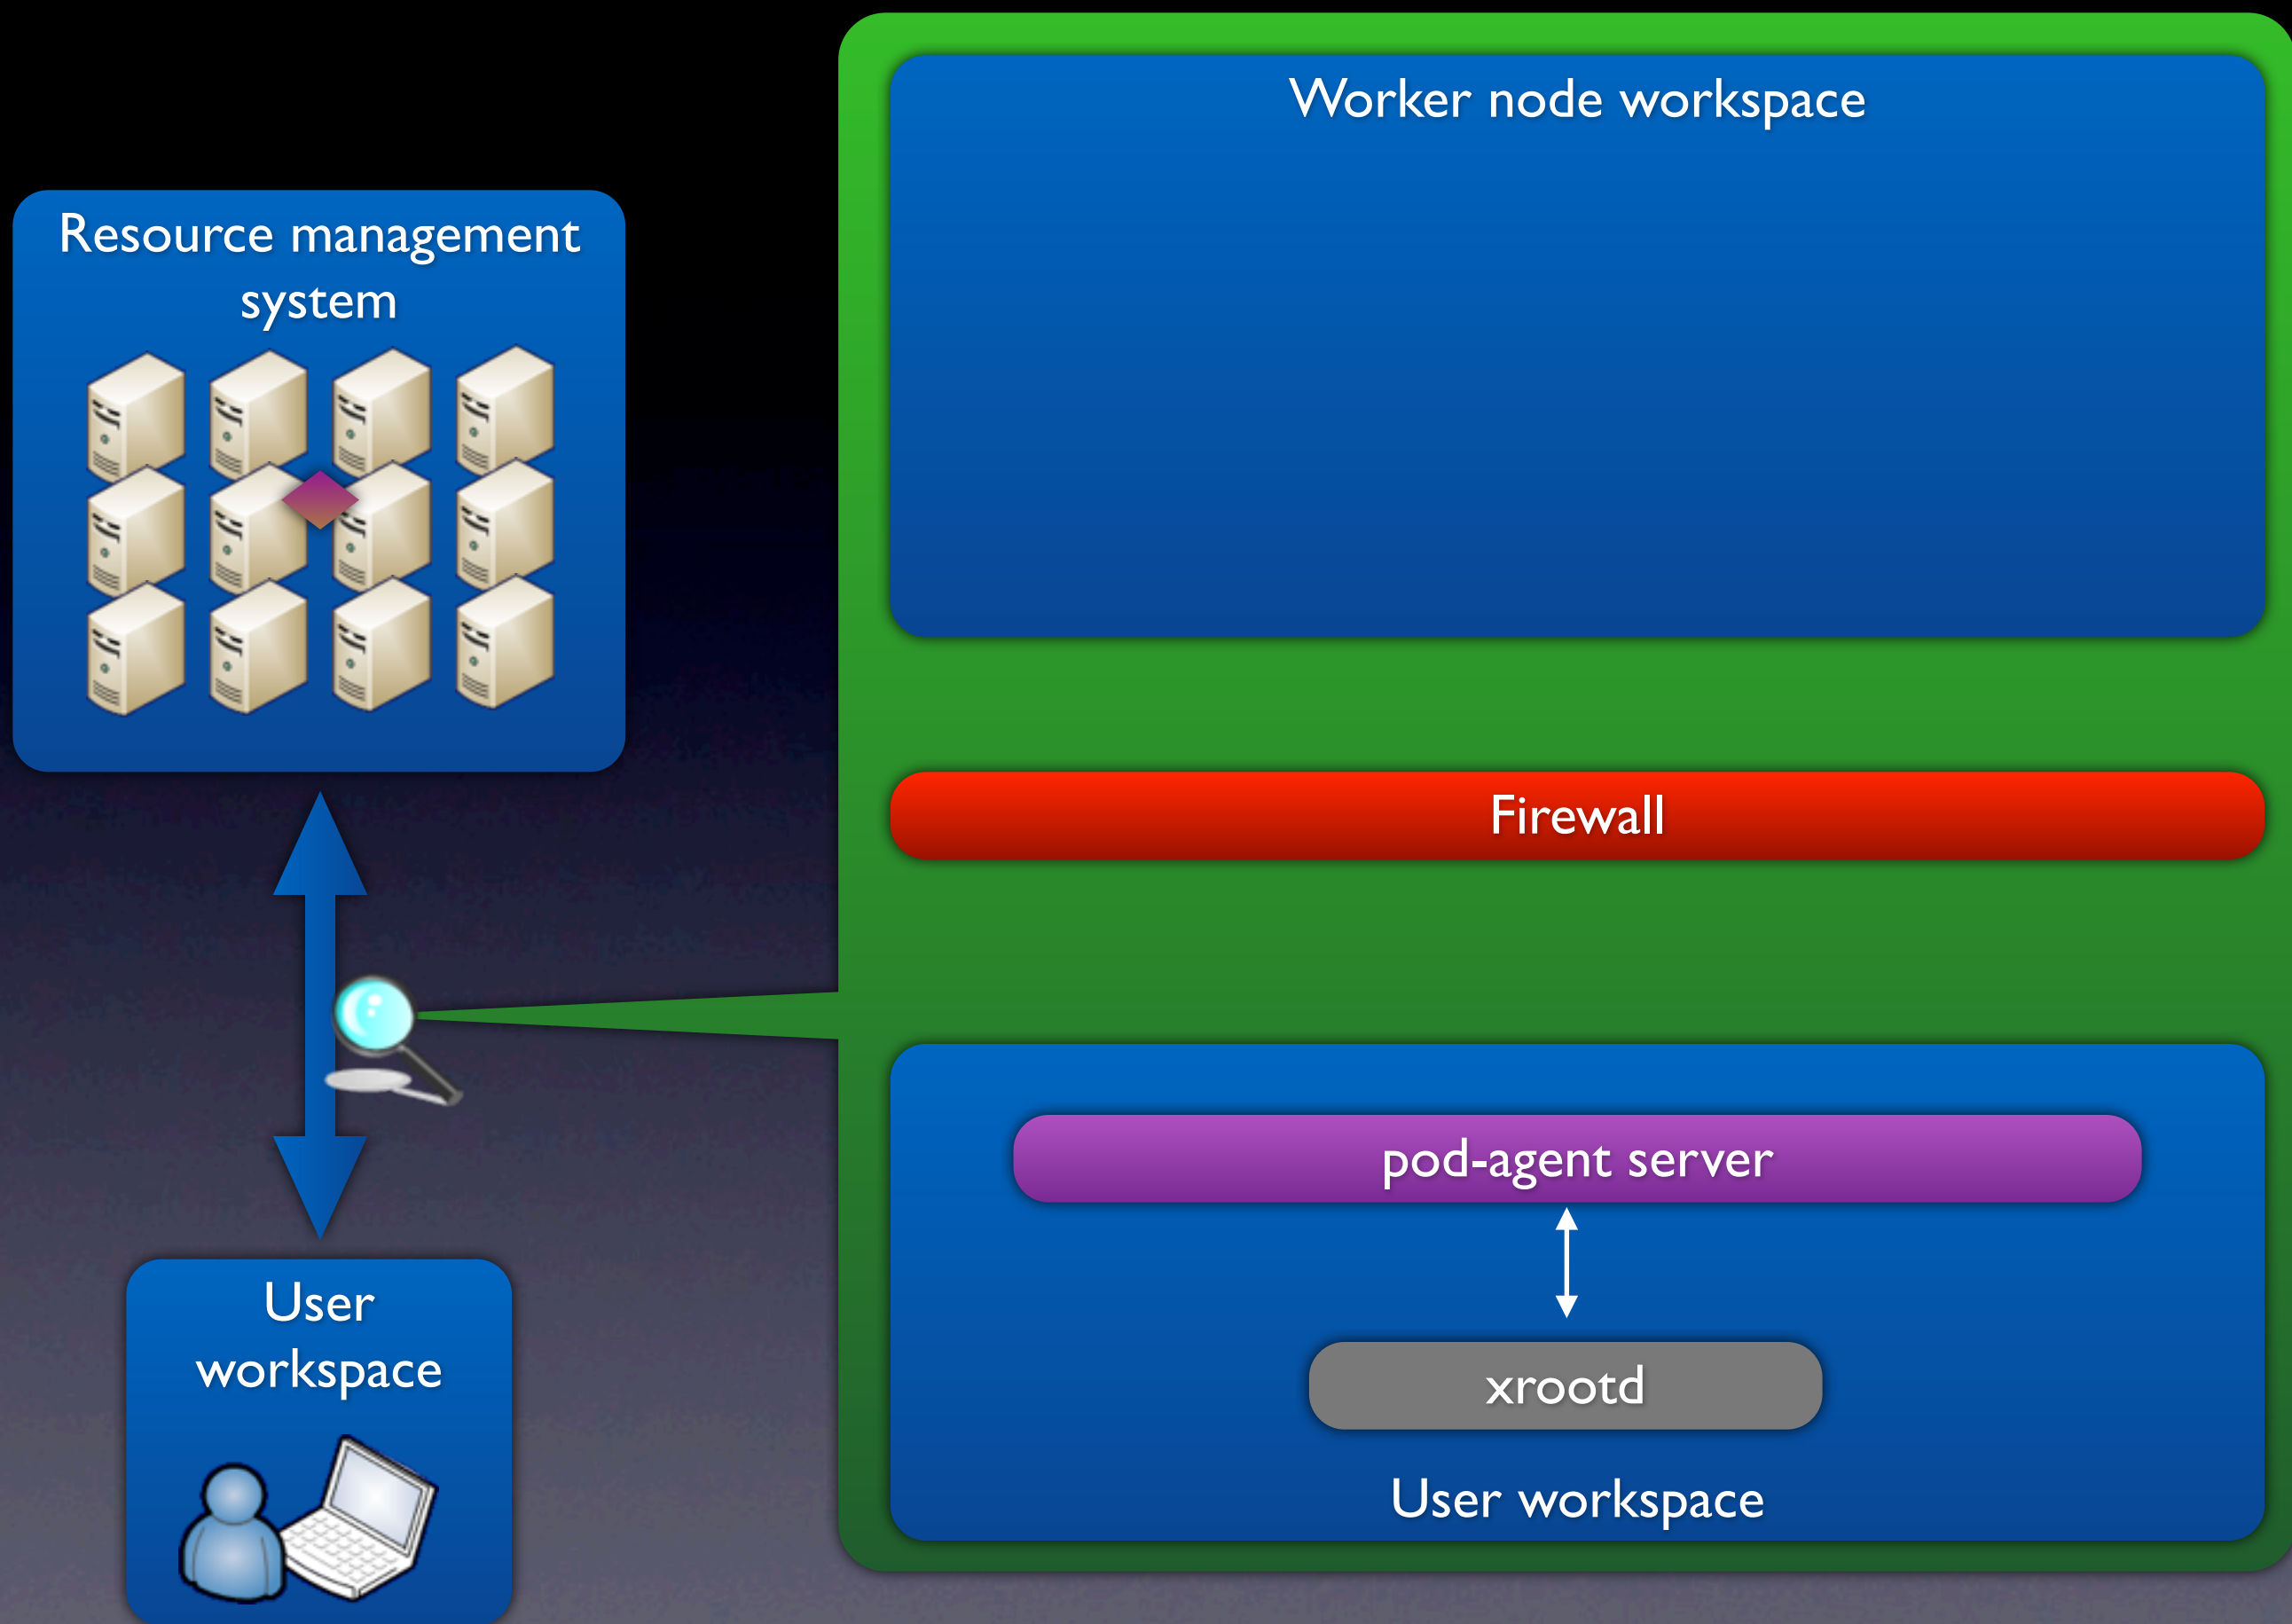 Resource management
system
User
workspace
Worker node workspace
Firewall
pod-agent server
xrootd
User workspace